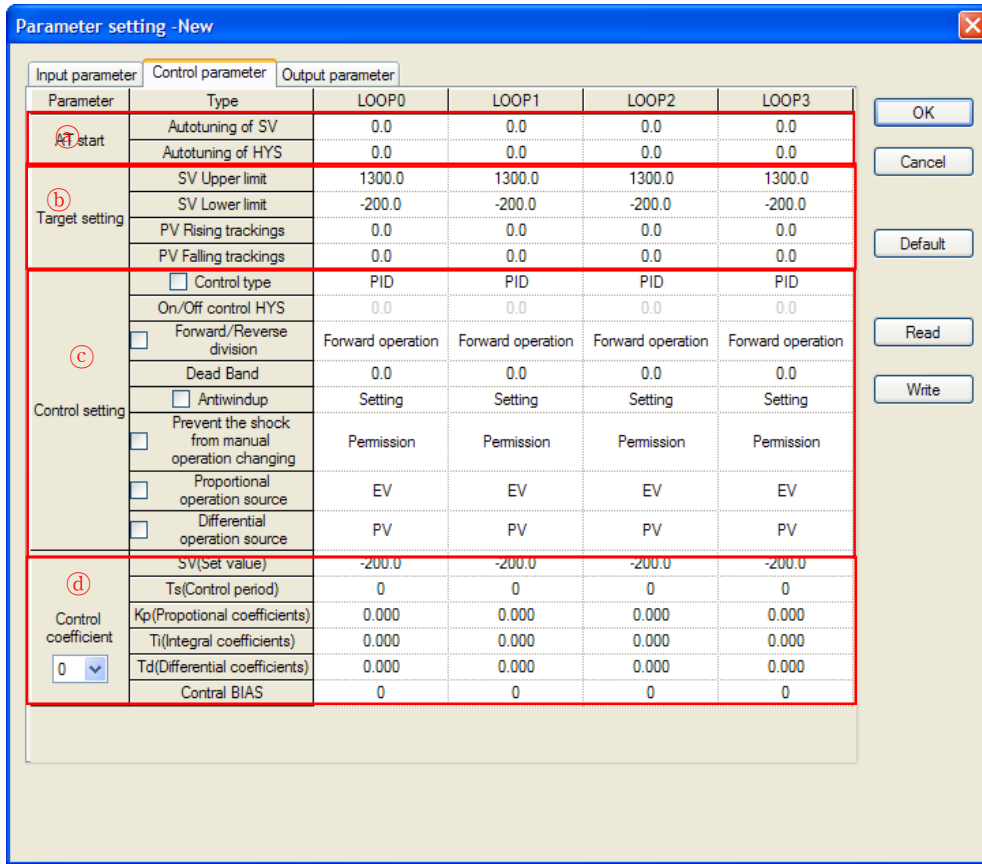 Parameter setting -New
Input parameter Control parameter Output parameter
Parameter Type LOOP0 LOOP1 LOOP2 LOOP3
ⓐ
AT start
Autotuning of SV 0.0 0.0 0.0 0.0
Autotuning of HYS 0.0 0.0 0.0 0.0
ⓑ
Target setting
SV Upper limit 1300.0 1300.0 1300.0 1300.0
SV Lower limit -200.0 -200.0 -200.0 -200.0
PV Rising trackings 0.0 0.0 0.0 0.0
PV Falling trackings 0.0 0.0 0.0 0.0
ⓒ
Control setting
Control type PID PID PID PID
On/Off control HYS 0.0 0.0 0.0 0.0
Forward/Reverse
division
Forward operation Forward operation Forward operation Forward operation
Dead Band 0.0 0.0 0.0 0.0
Antiwindup Setting Setting Setting Setting
Prevent the shock
from manual
operation changing
Permission Permission Permission Permission
Proportional
operation source
EV EV EV EV
Differential
operation source
PV PV PV PV
ⓓ
Control
coefficient
0
SV(Set value) -200.0 -200.0 -200.0 -200.0
Ts(Control period) 0 0 0 0
Kp(Propotional coefficients) 0.000 0.000 0.000 0.000
Ti(Integral coefficients) 0.000 0.000 0.000 0.000
Td(Differential coefficients) 0.000 0.000 0.000 0.000
Contral BIAS 0 0 0 0
OK
Cancel
Default
Read
Write